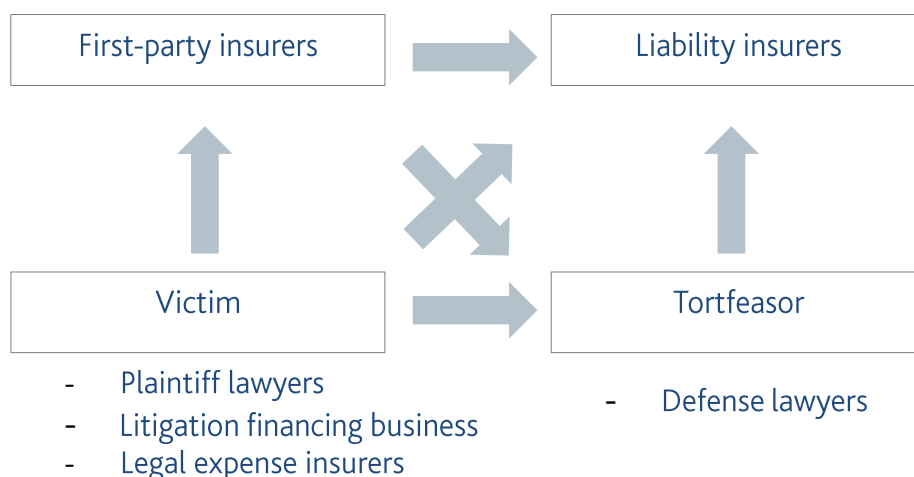 First-party insurers
Liability insurers
Victim
Tortfeasor
- Plaintiff lawyers
- Litigation financing business
- Legal expense insurers
- Defense lawyers